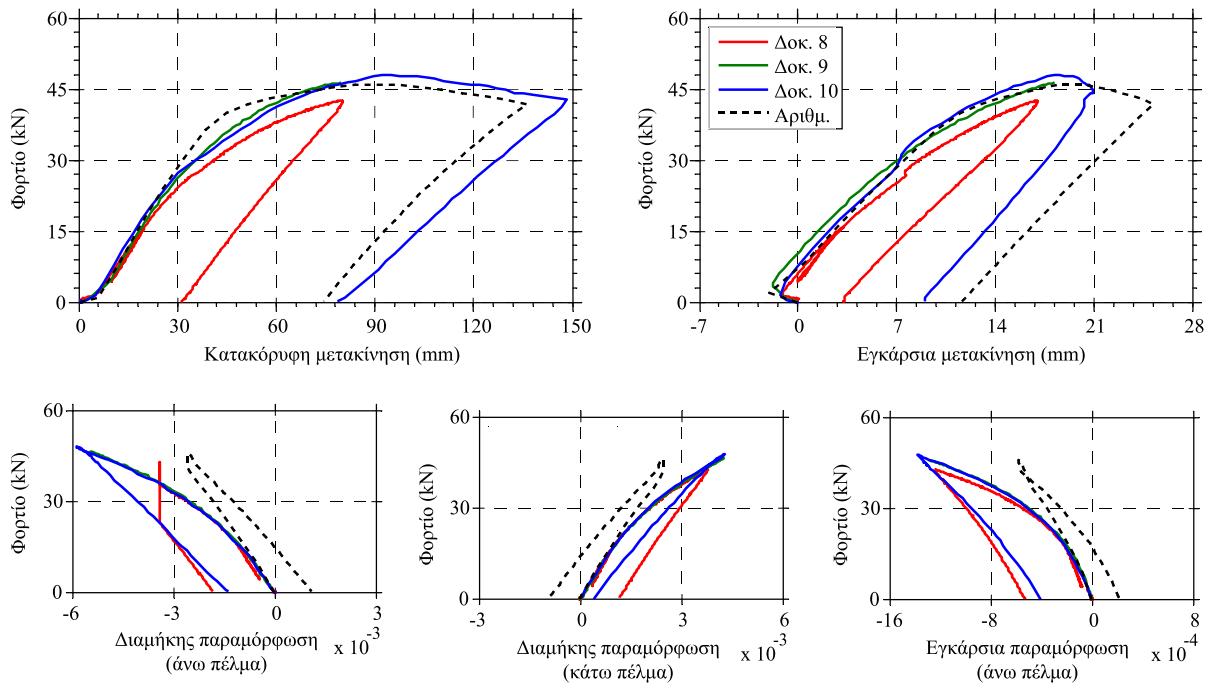 60
45
30
15
0
Φορτίο (kN)
0 30 60 90 120 150
Κατακόρυφη μετακίνηση (mm)
60
45
30
15
0
Φορτίο (kN)
Δοκ. 8
Δοκ. 9
Δοκ. 10
Αριθμ.
-7 0 7 14 21 28
Εγκάρσια μετακίνηση (mm)
60
30
0
Φορτίο (kN)
-6 -3 0 3
Διαμήκης παραμόρφωση
(άνω πέλμα)
x 10-3
60
30
0
Φορτίο (kN)
-3 0 3 6
Διαμήκης παραμόρφωση
(κάτω πέλμα)
x 10-3
60
30
0
Φορτίο (kN)
-16 -8 0 8
Εγκάρσια παραμόρφωση
(άνω πέλμα)
x 10-4